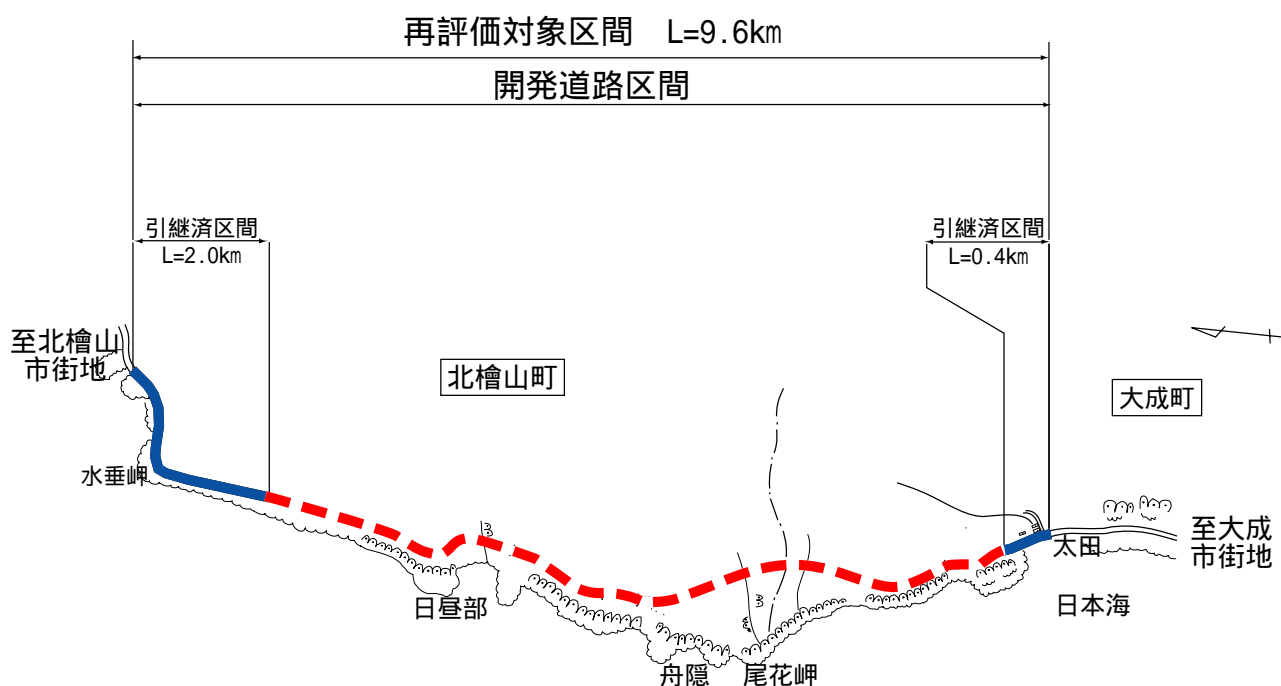 再評価対象区間 L=9.6km
開発道路区間
引継済区間
L=2.0km
引継済区間
L=0.4km
至北檜山
市街地
北檜山町
大成町
水垂岬
太田
至大成
市街地
日昼部
日本海
舟隠
尾花岬